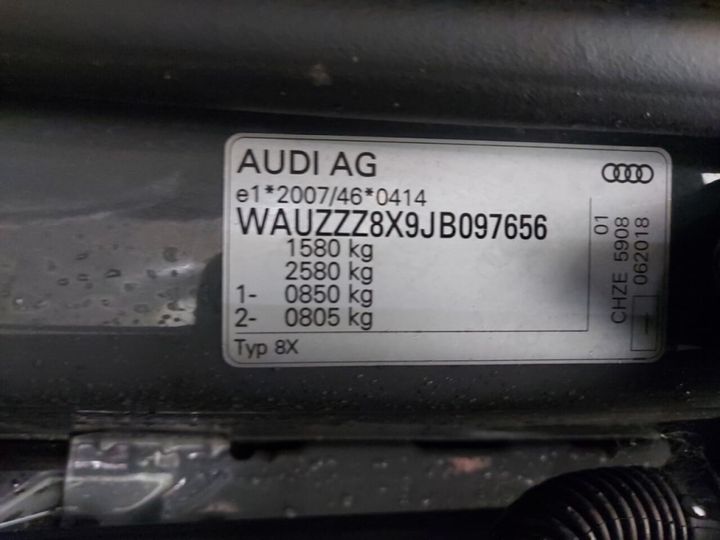 AUDI AG
e1*2007/46*0414
WAUZZZ8X9JB097656
1580 kg
2580 kg
1- 0850 kg
2- 0805 kg
Typ 8X
01
CHZE 5908
062018